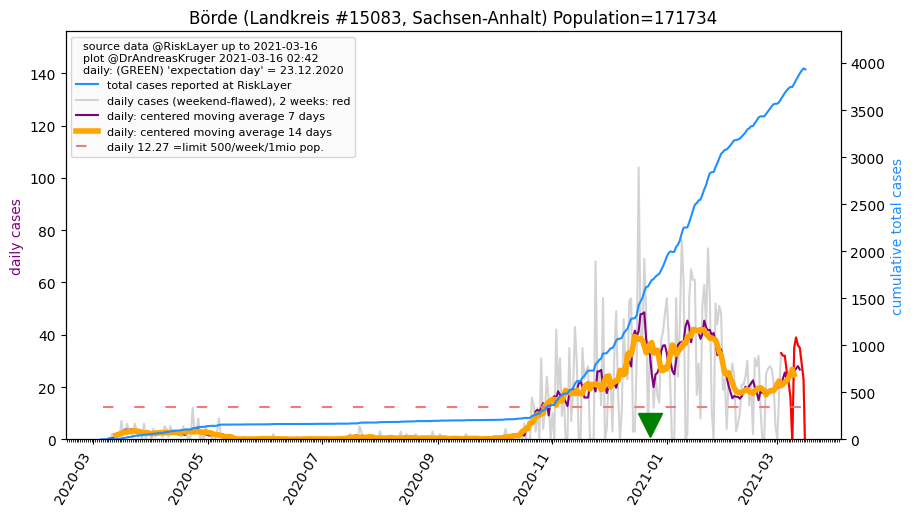 Börde (Landkreis #15083, Sachsen-Anhalt) Population=171734
source data @RiskLayer up to 2021-03-16
plot @DrAndreasKruger 2021-03-16 02:42
daily: (GREEN) 'expectation day' = 23.12.2020
total cases reported at RiskLayer
daily cases (weekend-flawed), 2 weeks: red
daily: centered moving average 7 days
daily: centered moving average 14 days
daily 12.27 =limit 500/week/1mio pop.
daily cases
140
120
100
80
60
40
20
0
4000
3500
3000
2500
2000
1500
1000
500
0
cumulative total cases
2020-03
2020-05
2020-07
2020-09
2020-11
2021-01
2021-03